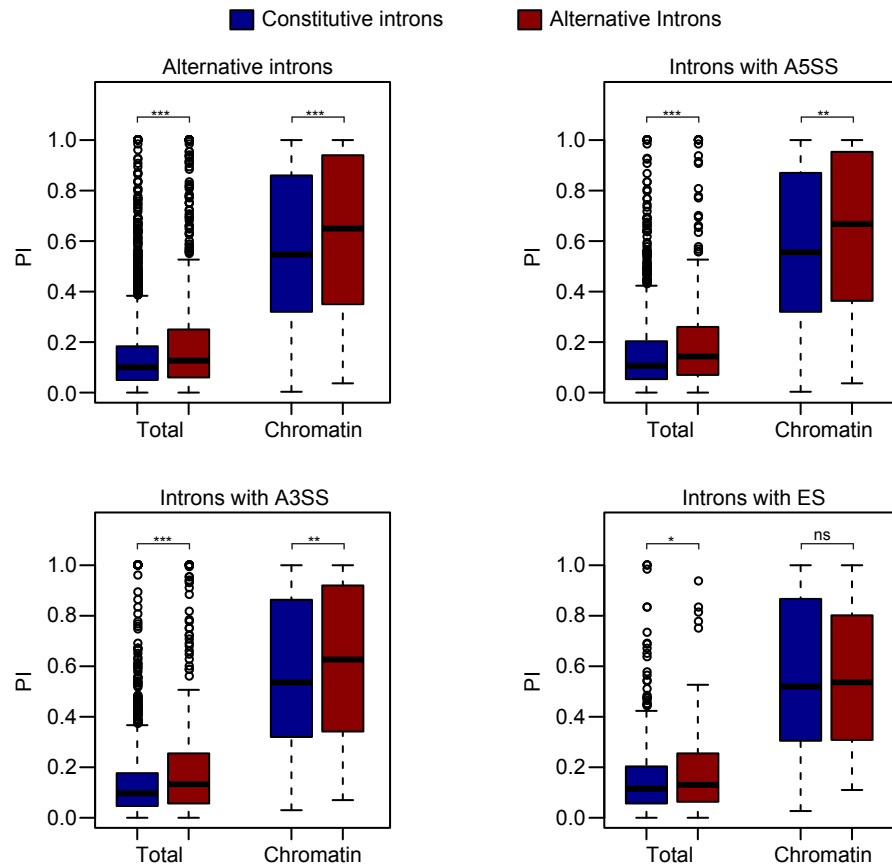 Constitutive introns
Alternative Introns
Alternative introns
PI
1.0
0.8
0.6
0.4
0.2
0.0
***
***
Total
Chromatin
Introns with A5SS
PI
1.0
0.8
0.6
0.4
0.2
0.0
***
**
Total
Chromatin
Introns with A3SS
PI
1.0
0.8
0.6
0.4
0.2
0.0
***
**
Total
Chromatin
Introns with ES
PI
1.0
0.8
0.6
0.4
0.2
0.0
*
ns
Total
Chromatin